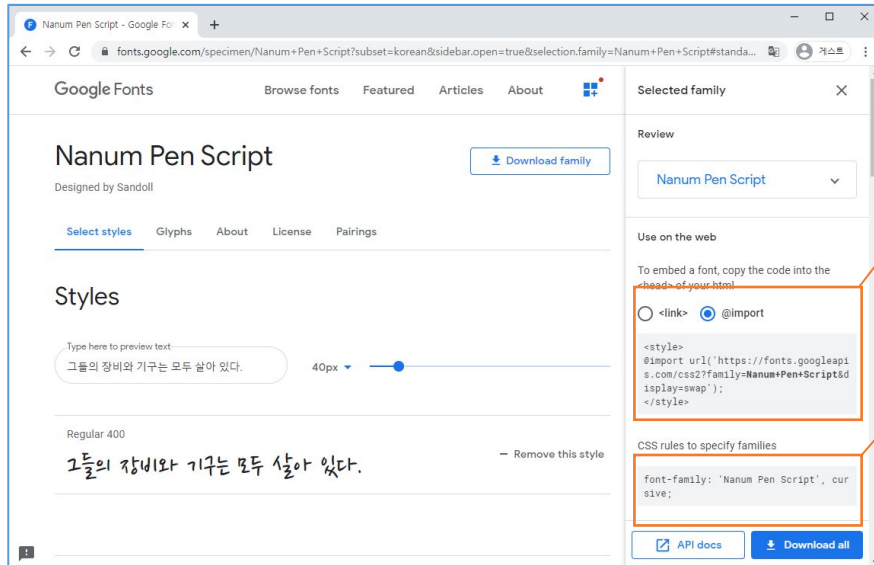 Nanum Pen Script - Google For
fonts.google.com/specimen/Nanum+Pen+Script?subset=korean&sidebar.open=true&selection.family=Nanum+Pen+Script#standa...
게스트
Google Fonts
Browse fonts
Featured
Articles
About
Nanum Pen Script
Designed by Sandoll
Download family
Select styles
Glyphs
About
License
Pairings
Styles
Type here to preview text
그들의 장비와 기구는 모두 살아 있다.
40px
Regular 400
그들의 장비와 기구는 모두 살아 있다.
Remove this style
Selected family
Review
Nanum Pen Script
Use on the web
To embed a font, copy the code into the
<head> of your html
<link>
@import
<style>
@import url('https://fonts.googleapi
s.com/css2?family=Nanum+Pen+Script&d
isplay=swap');
</style>
CSS rules to specify families
font-family: 'Nanum Pen Script', cur
sive;
API docs
Download all